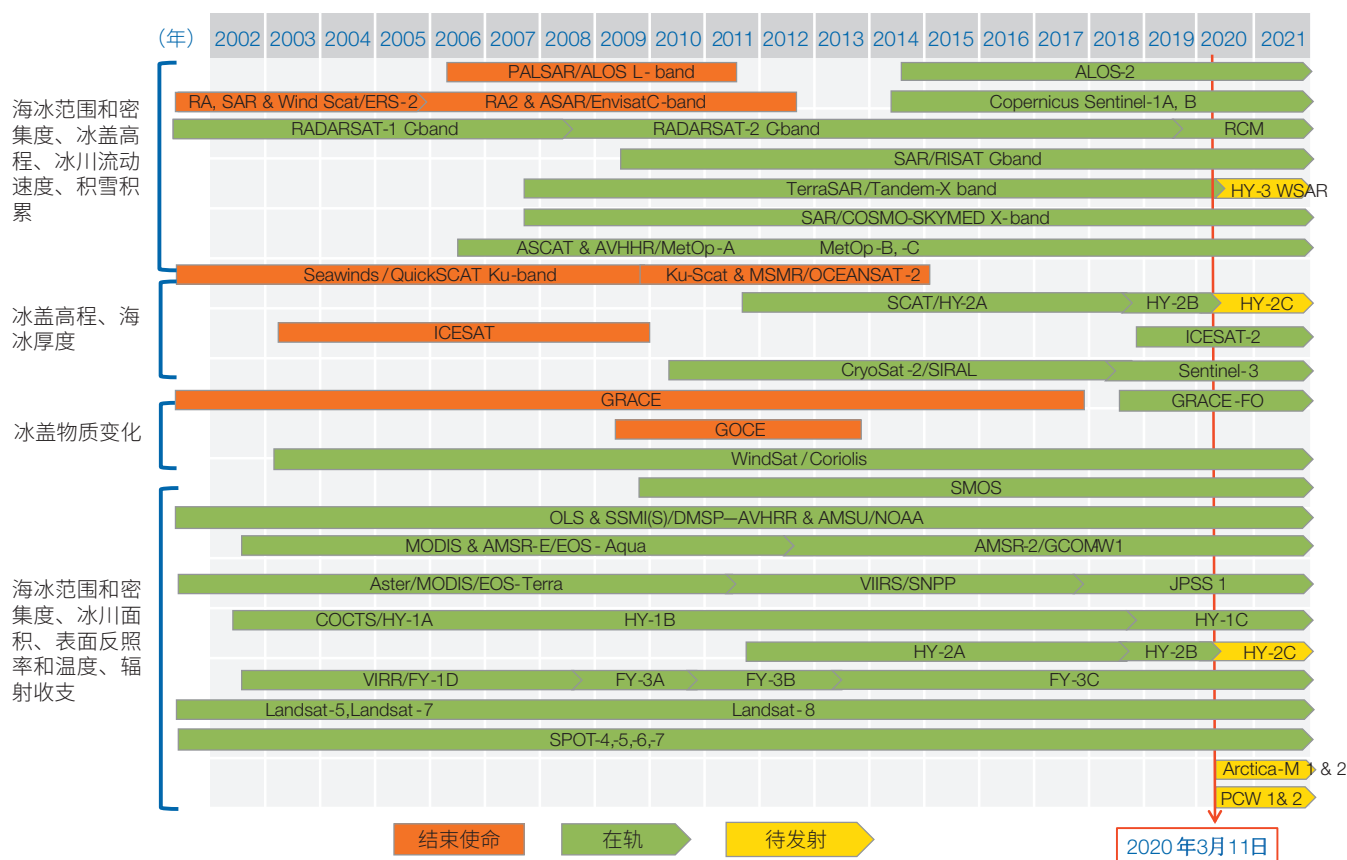 （年） 2002 2003 2004 2005 2006 2007 2008 2009 2010 2011 2012 2013 2014 2015 2016 2017 2018 2019 2020 2021
海冰范围和密
集度、冰盖高
程、冰川流动
速度、积雪积
累
PALSAR/ALOS L-band ALOS-2
RA, SAR & Wind Scat/ERS-2 RA2 & ASAR/EnvisatC-band Copernicus Sentinel-1A, B
RADARSAT-1 Gband RADARSAT-2 Gband RCM
SAR/RISAT Gband
TerraSAR/Tandem-X band HY-3 WSAR
SAR/COSMO-SKYMED X-band
ASCAT & AVHHR/MetOp-A MetOp-B, -C
Seawinds/QuickSCAT Ku-band Ku-Scat & MSMR/OCEANSAT-2
冰盖高程、海
冰厚度
SCAT/HY-2A HY-2B HY-2C
ICESAT ICESAT-2
CryoSat-2/SIRAL Sentinel-3
冰盖物质变化
GRACE GRACE-FO
GOCE
WindSat/Coriolis
海冰范围和密
集度、冰川面
积、表面反照
率和温度、辐
射收支
SMOS
OLS & SSMI(S)/DMSP—AVHRR & AMSU/NOAA
MODIS & AMSR-E/EOS-Aqua AMSR-2/GCOMW1
Aster/MODIS/EOS-Terra VIIRS/SNPP JPSS 1
COCTS/HY-1A HY-1B HY-1C
HY-2A HY-2B HY-2C
VIRR/FY-1D FY-3A FY-3B FY-3C
Landsat-5,Landsat-7 Landsat-8
SPOT-4,-5,-6,-7
Arctica-M 1 & 2
PCW 1& 2
结束使命 在轨 待发射
2020年3月11日